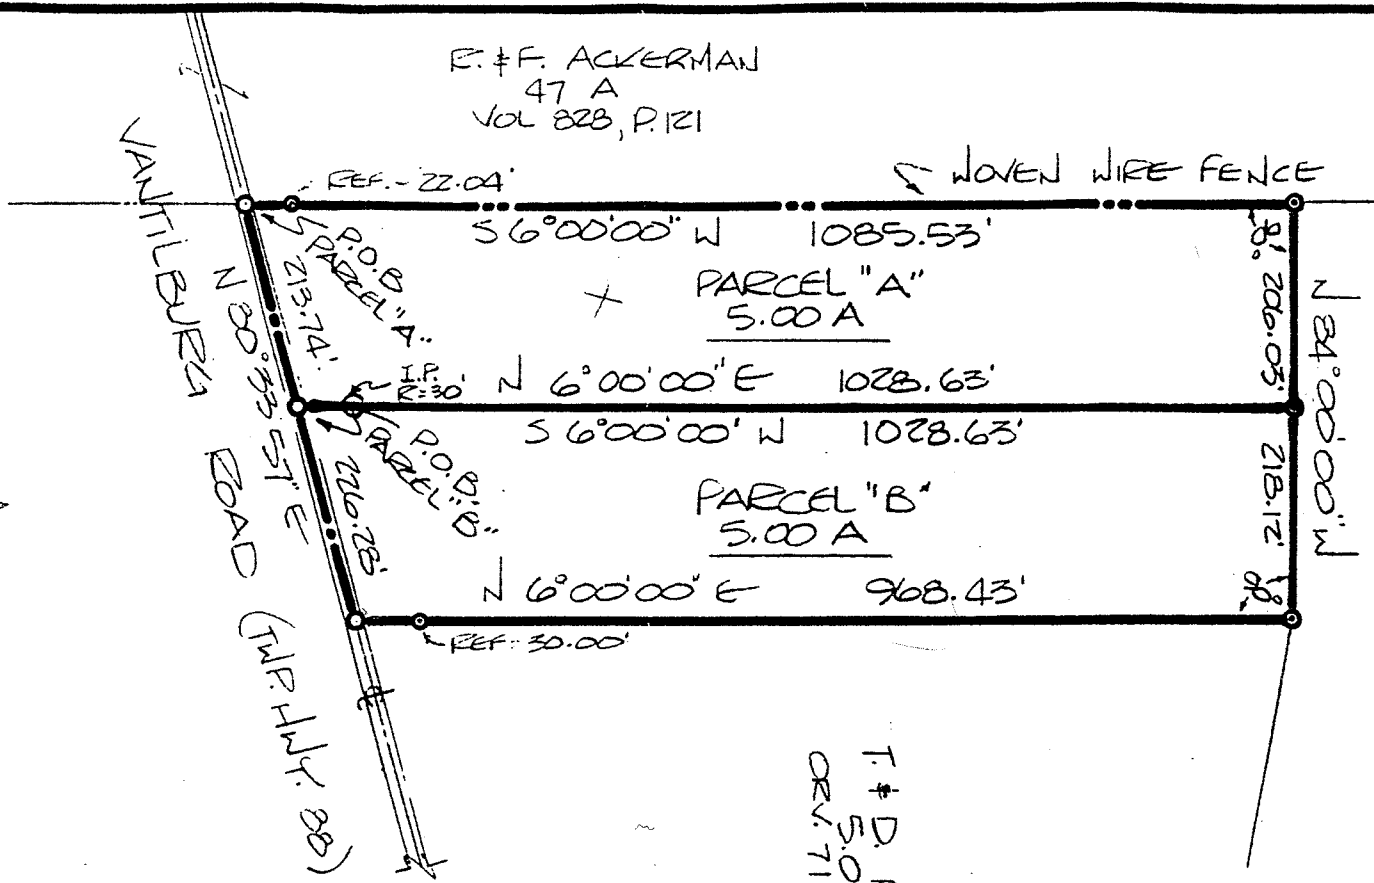 R. & F. ACKERMAN
47 A
VOL 828, P. 121
WOVEN WIRE FENCE
REF. - 22.04'
S 6°00'00" W 1085.53'
P.O.B.
PARCEL "A"
PARCEL "A"
5.00 A
213.74'
206.03'
N 84°00'00" W
VANTILBURG ROAD (TWP. HWY. 88)
N 80°33'57" E
I.P.
R=30'
N 6°00'00" E 1028.63'
S 6°00'00" W 1028.63'
P.O.B.
PARCEL "B"
PARCEL "B"
5.00 A
226.28'
218.12'
N 6°00'00" E 968.43'
REF. 30.00'
T. & D.
5.0
OR V. 71